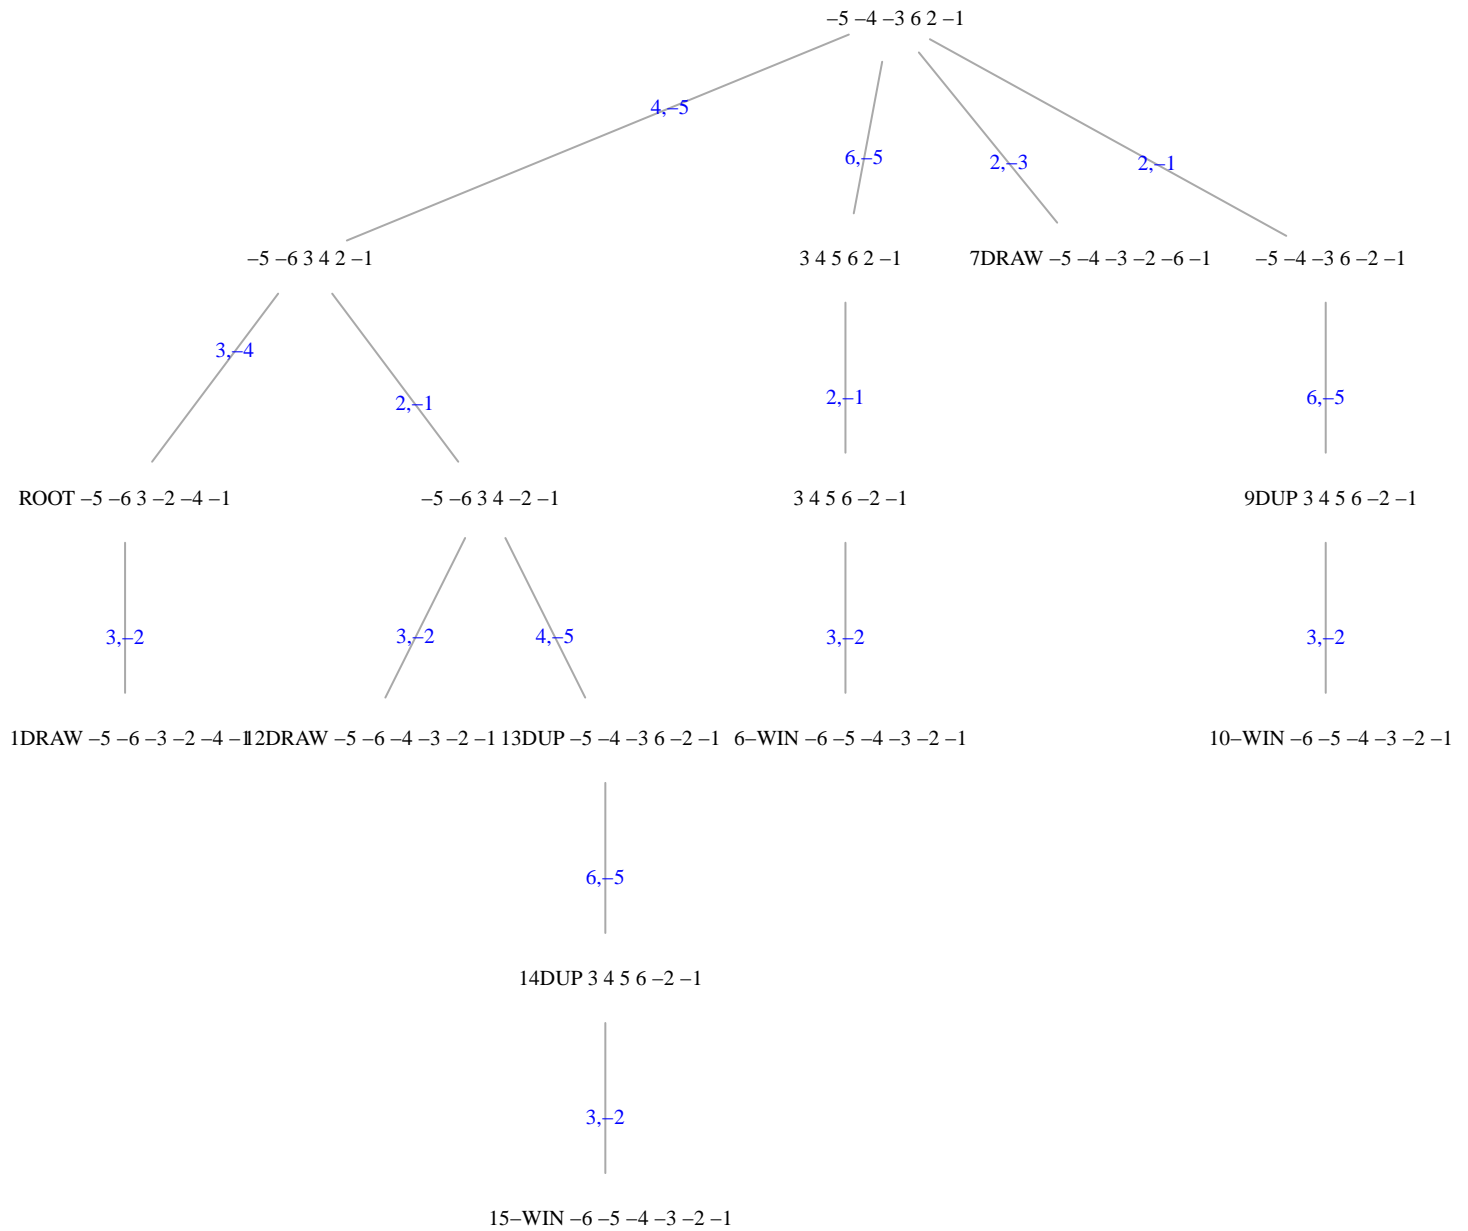 –5 –4 –3 6 2 –1
4,–5
6,–5
2,–3
2,–1
–5 –6 3 4 2 –1
3 4 5 6 2 –1
7DRAW –5 –4 –3 –2 –6 –1
–5 –4 –3 6 –2 –1
3,–4
2,–1
2,–1
6,–5
ROOT –5 –6 3 –2 –4 –1
–5 –6 3 4 –2 –1
3 4 5 6 –2 –1
9DUP 3 4 5 6 –2 –1
3,–2
3,–2
4,–5
3,–2
3,–2
1DRAW –5 –6 –3 –2 –4 –1
12DRAW –5 –6 –4 –3 –2 –1
13DUP –5 –4 –3 6 –2 –1
6–WIN –6 –5 –4 –3 –2 –1
10–WIN –6 –5 –4 –3 –2 –1
6,–5
14DUP 3 4 5 6 –2 –1
3,–2
15–WIN –6 –5 –4 –3 –2 –1